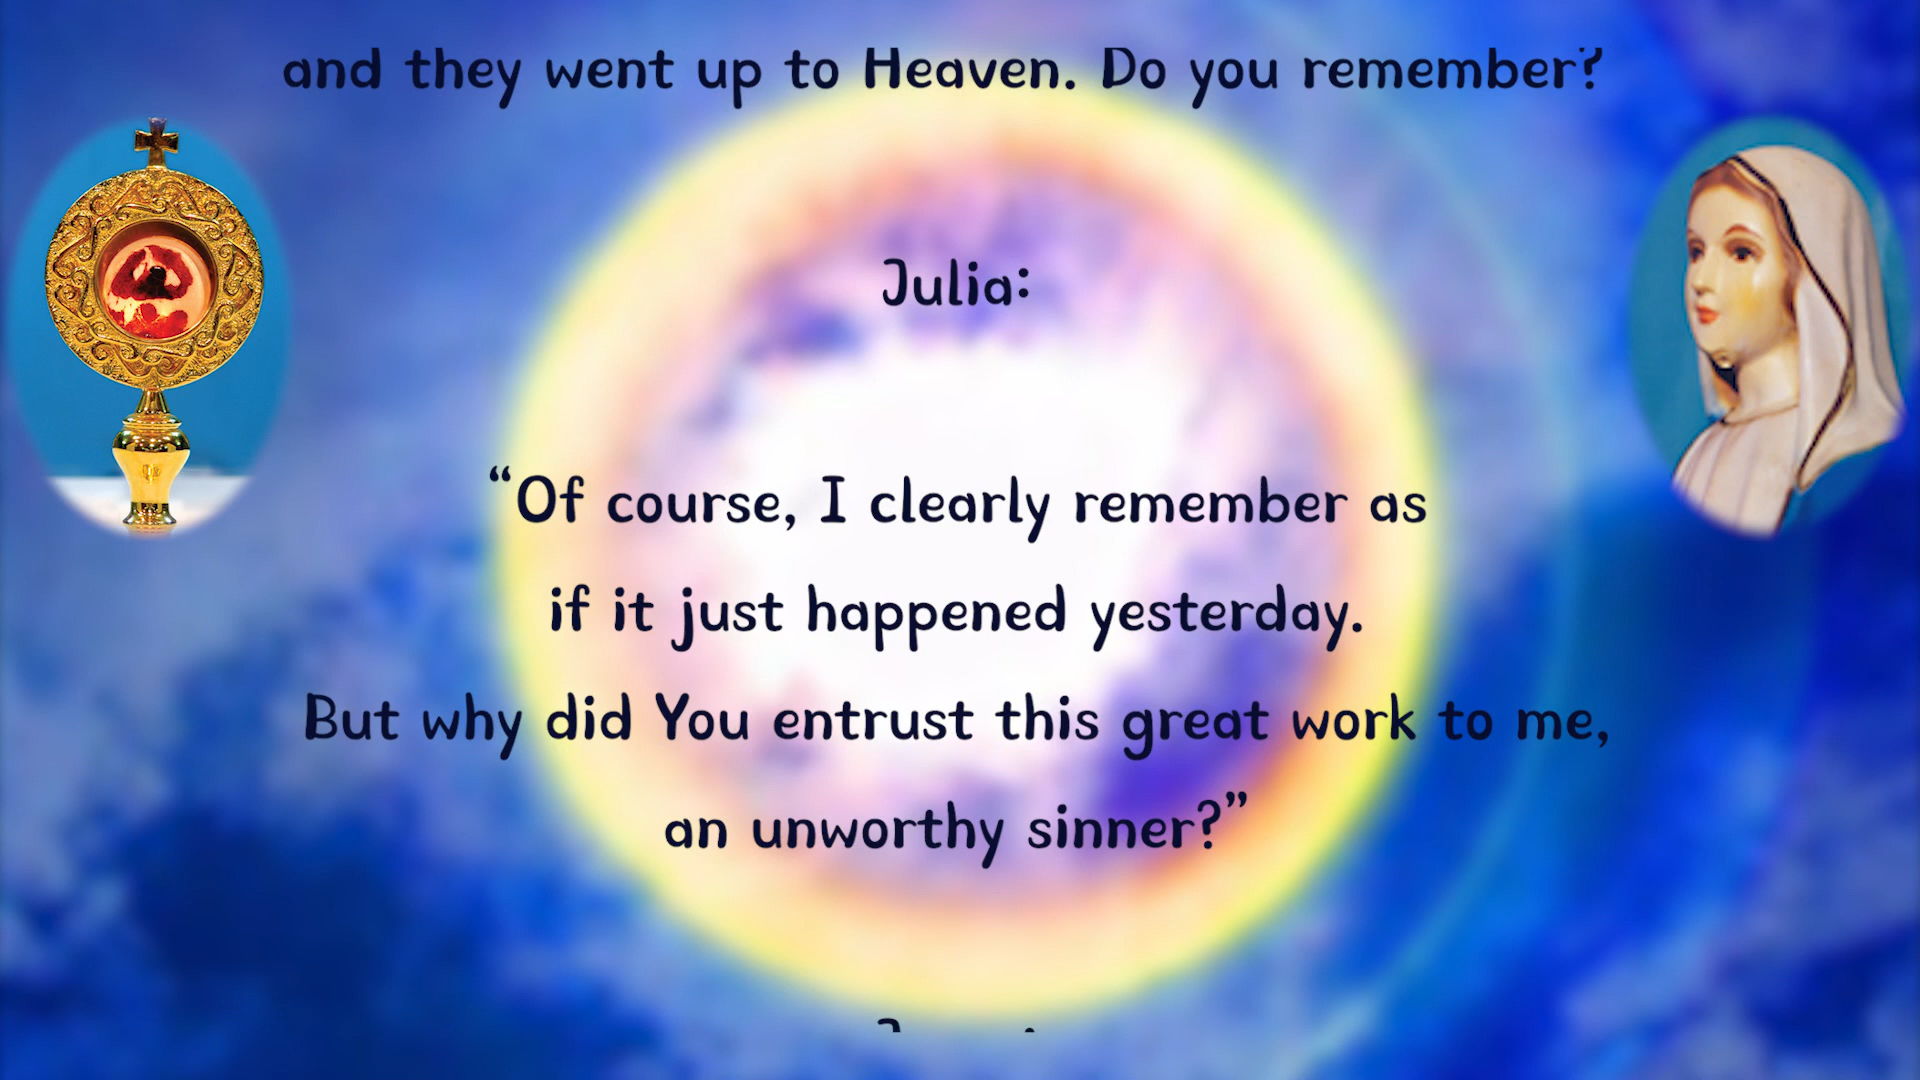 and they went up to Heaven. Do you remember?
Julia:
“Of course, I clearly remember as
if it just happened yesterday.
But why did You entrust this great work to me,
an unworthy sinner?”